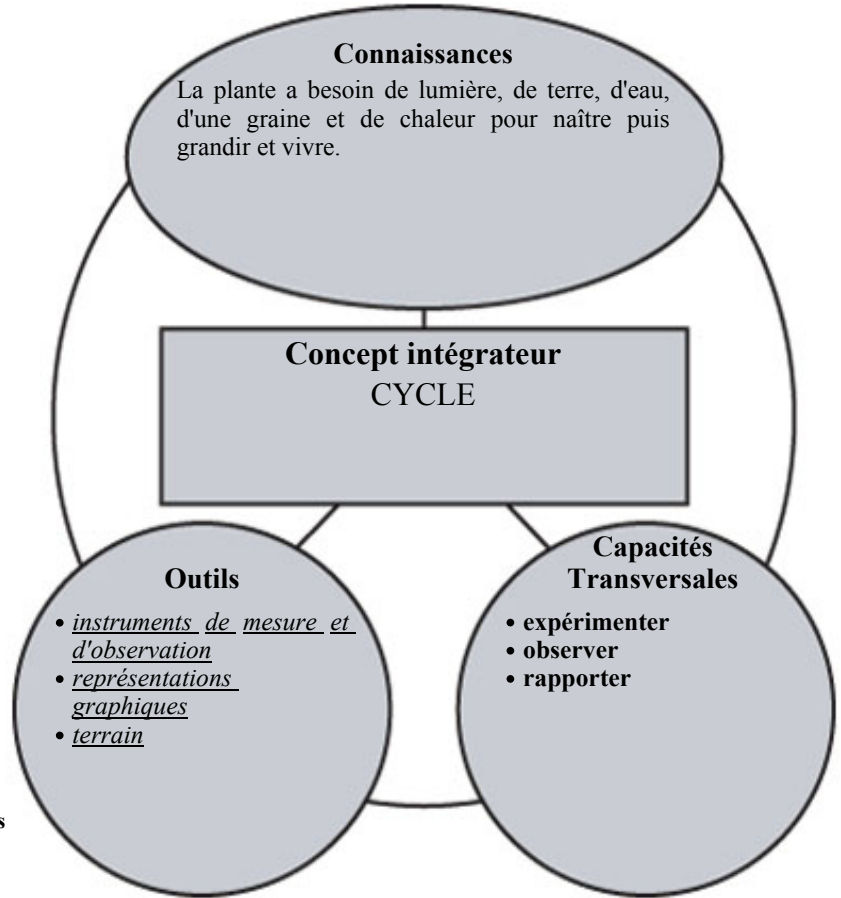 Connaissances
La plante a besoin de lumière, de terre, d'eau,
d'une graine et de chaleur pour naître puis
grandir et vivre.
Concept intégrateur
CYCLE
Outils
• instruments de mesure et
d'observation
• représentations
graphiques
• terrain
Capacités
Transversales
• expérimenter
• observer
• rapporter
s